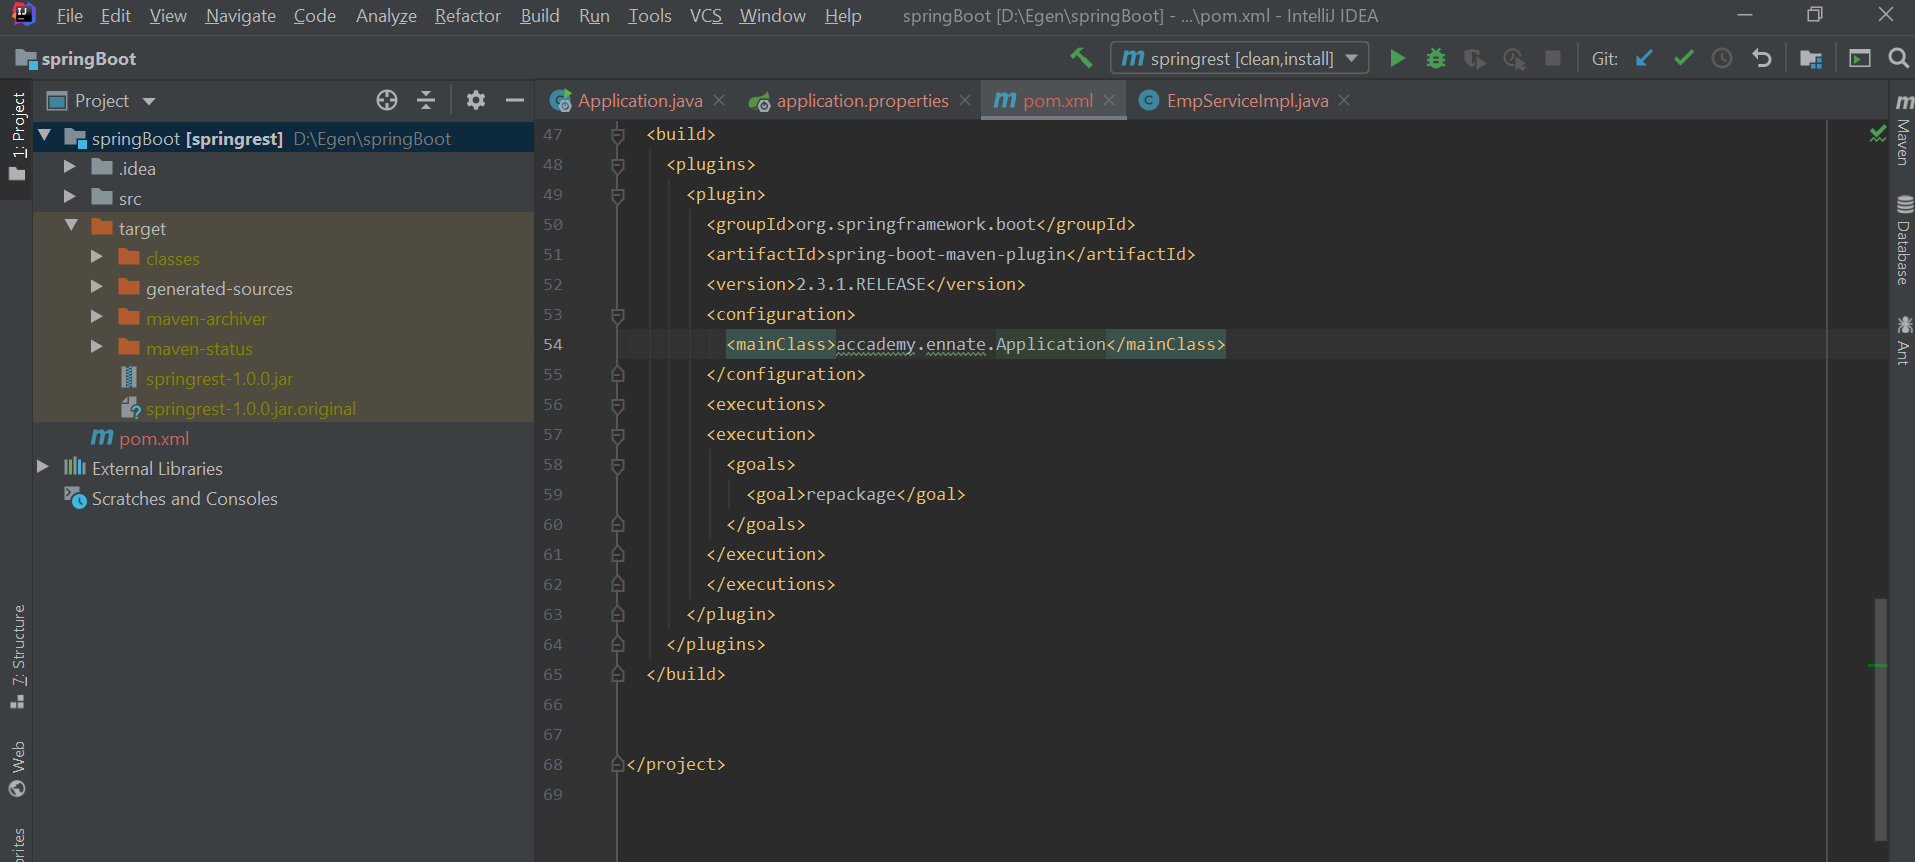 File Edit View Navigate Code Analyze Refactor Build Run Tools VCS Window Help springBoot [D:\Egen\springBoot] - ...\pom.xml - IntelliJ IDEA
springBoot
springrest [clean,install]
Git:
Project
Application.java
application.properties
pom.xml
EmpServiceImpl.java
1: Project
7: Structure
Web
Maven
Database
Ant
springBoot [springrest] D:\Egen\springBoot
.idea
src
target
classes
generated-sources
maven-archiver
maven-status
springrest-1.0.0.jar
springrest-1.0.0.jar.original
pom.xml
External Libraries
Scratches and Consoles
47 <build>
48 <plugins>
49 <plugin>
50 <groupId>org.springframework.boot</groupId>
51 <artifactId>spring-boot-maven-plugin</artifactId>
52 <version>2.3.1.RELEASE</version>
53 <configuration>
54 <mainClass>accademy.ennate.Application</mainClass>
55 </configuration>
56 <executions>
57 <execution>
58 <goals>
59 <goal>repackage</goal>
60 </goals>
61 </execution>
62 </executions>
63 </plugin>
64 </plugins>
65 </build>
66
67
68 </project>
69